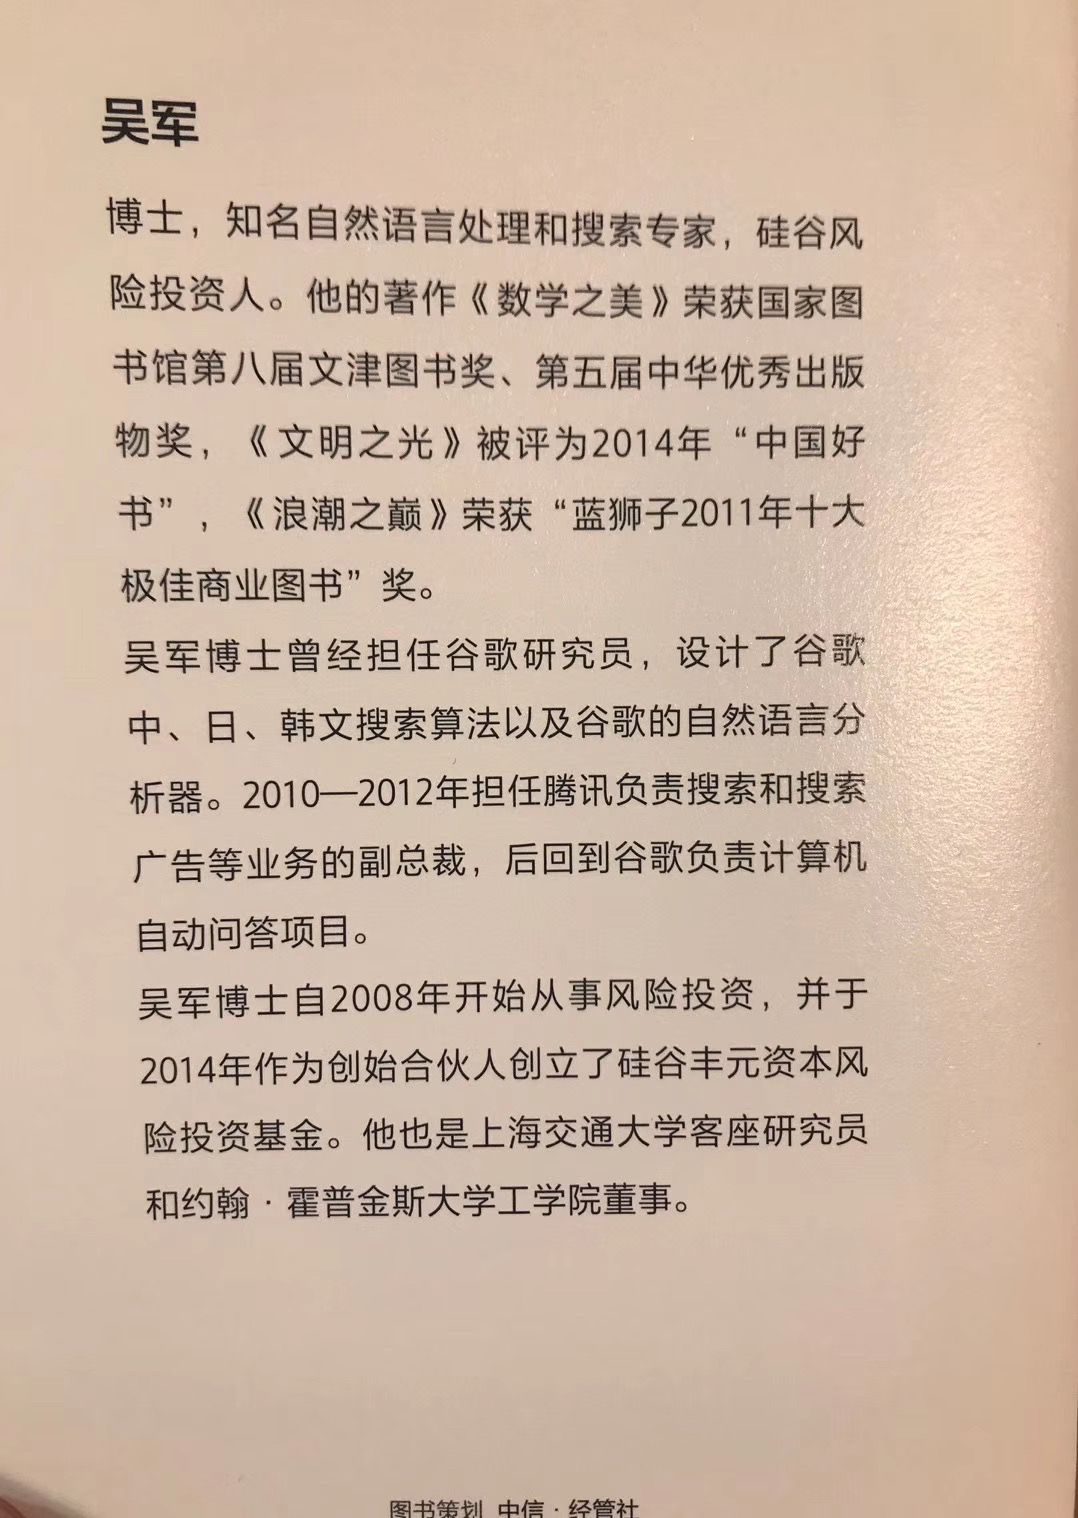 吴军
博士，知名自然语言处理和搜索专家，硅谷风
险投资人。他的著作《数学之美》荣获国家图
书馆第八届文津图书奖、第五届中华优秀出版
物奖，《文明之光》被评为2014年“中国好
书”，《浪潮之巅》荣获“蓝狮子2011年十大
极佳商业图书”奖。
吴军博士曾经担任谷歌研究员，设计了谷歌
中、日、韩文搜索算法以及谷歌的自然语言分
析器。2010—2012年担任腾讯负责搜索和搜索
广告等业务的副总裁，后回到谷歌负责计算机
自动问答项目。
吴军博士自2008年开始从事风险投资，并于
2014年作为创始合伙人创立了硅谷丰元资本风
险投资基金。他也是上海交通大学客座研究员
和约翰·霍普金斯大学工学院董事。
图书策划 中信·经管社